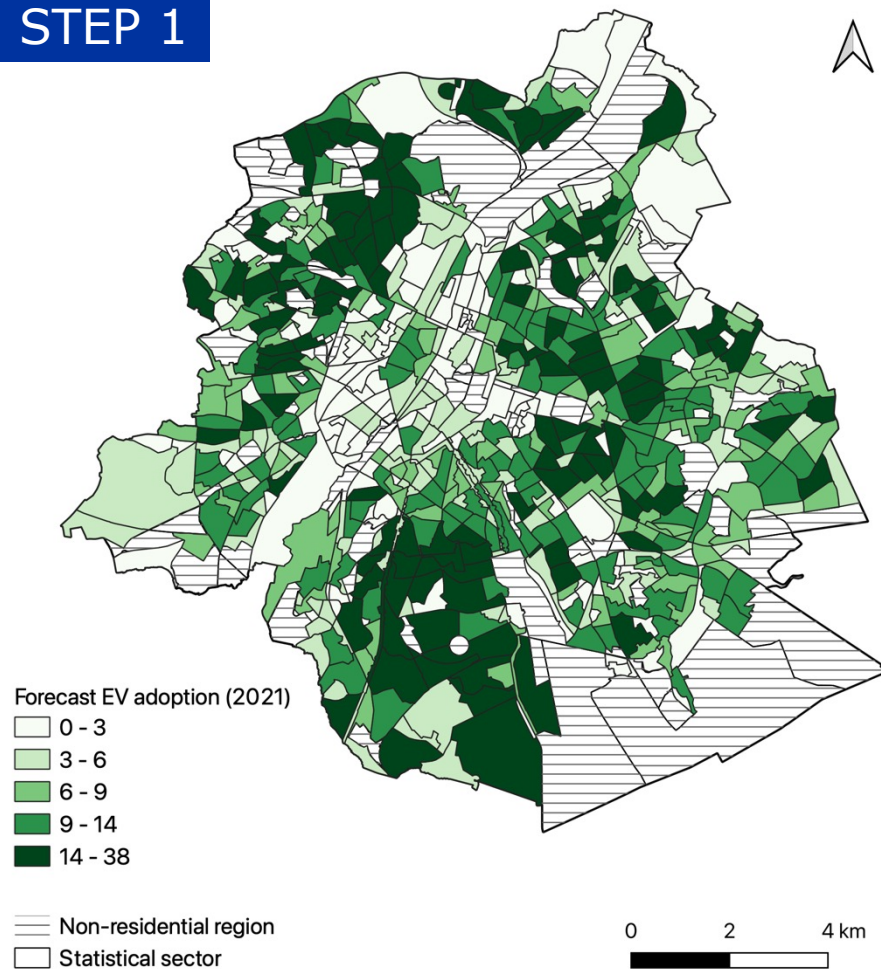 STEP 1
Forecast EV adoption (2021)
0 - 3
3 - 6
6 - 9
9 - 14
14 - 38
Non-residential region
Statistical sector
0 2 4 km